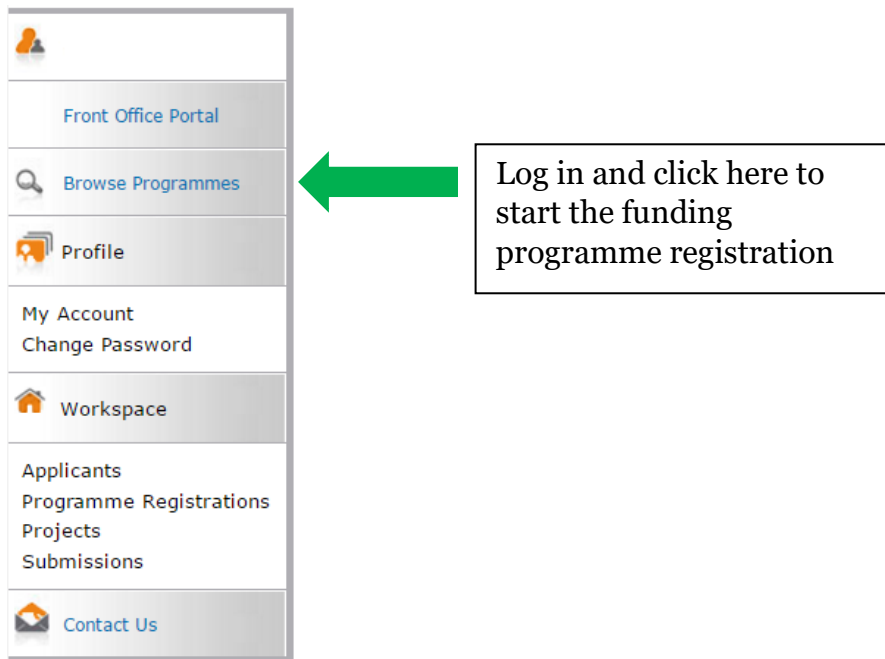 Front Office Portal
Browse Programmes
Log in and click here to
start the funding
programme registration
Profile
My Account
Change Password
Workspace
Applicants
Programme Registrations
Projects
Submissions
Contact Us